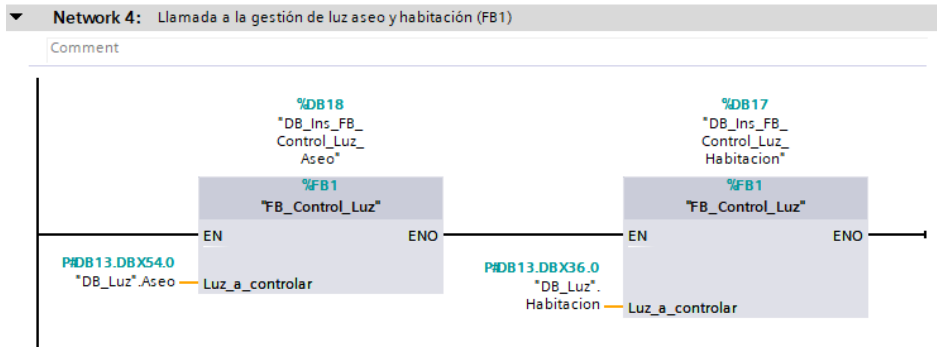 Network 4: Llamada a la gestión de luz aseo y habitación (FB1)
Comment
%DB18
"DB_Ins_FB_
Control_Luz_
Aseo"
%FB1
"FB_Control_Luz"
EN
ENO
P#DB13.DBX54.0
"DB_Luz".Aseo
Luz_a_controlar
%DB17
"DB_Ins_FB_
Control_Luz_
Habitacion"
%FB1
"FB_Control_Luz"
EN
ENO
P#DB13.DBX36.0
"DB_Luz".
Habitacion
Luz_a_controlar